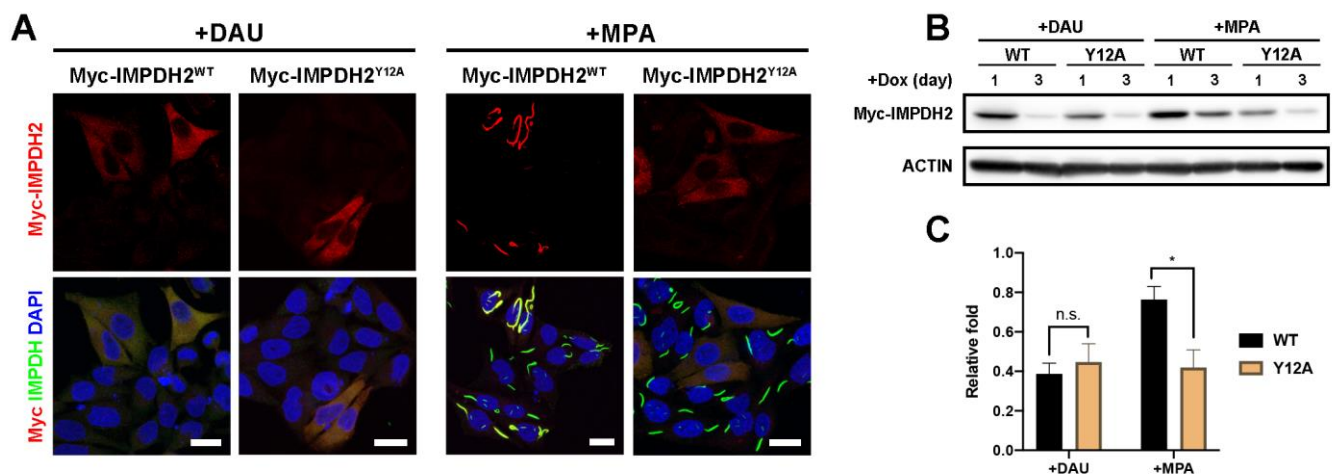 A
+DAU
+MPA
Myc-IMPDH2WT
Myc-IMPDH2Y12A
Myc-IMPDH2WT
Myc-IMPDH2Y12A
Myc-IMPDH2
Myc IMPDH DAPI
B
+DAU
+MPA
WT
Y12A
WT
Y12A
+Dox (day)
1
3
1
3
1
3
1
3
Myc-IMPDH2
ACTIN
C
Relative fold
1.0
0.8
0.6
0.4
0.2
0.0
n.s.
*
+DAU
+MPA
WT
Y12A